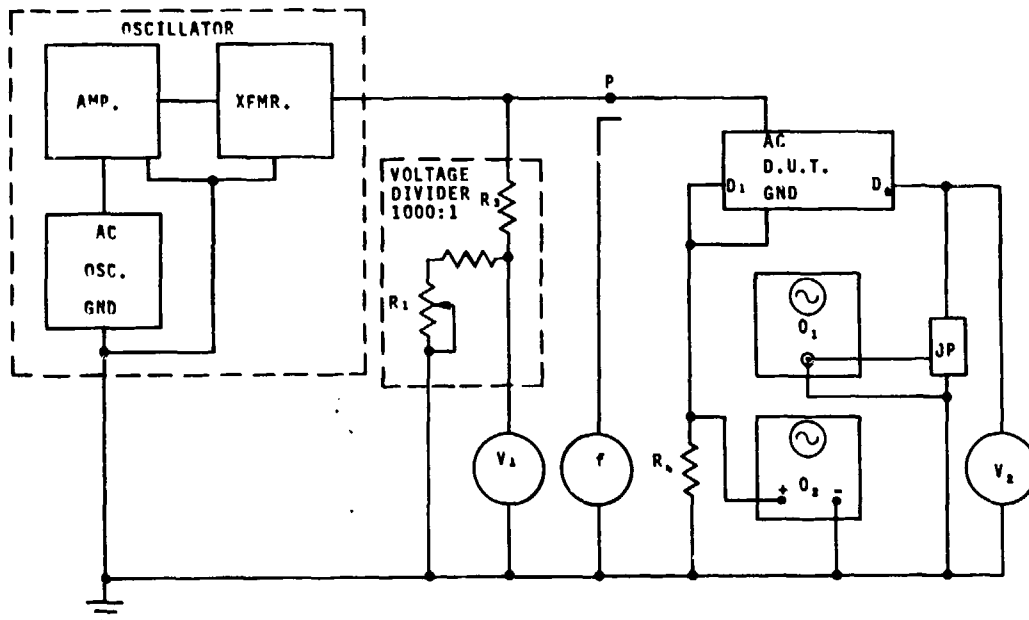 OSCILLATOR
AMP.
XFMR.
AC
OSC.
GND
VOLTAGE
DIVIDER
1000:1
R₃
R₁
P
AC
D.U.T.
D₁
GND
O₁
JP
V₁
f
R₄
O₂
+
-
V₂